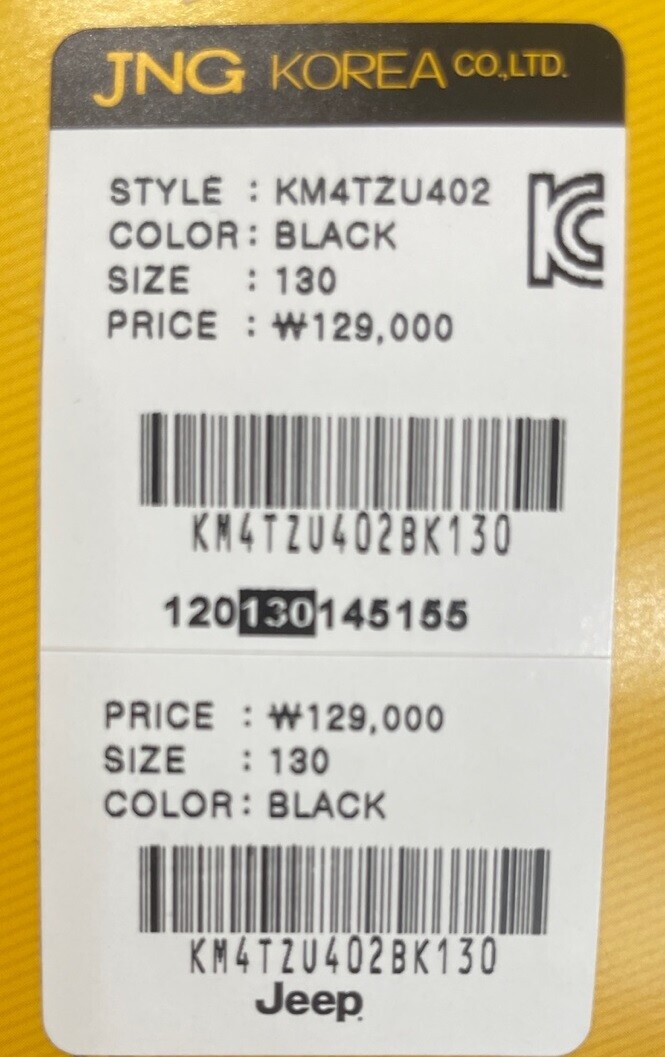 JNG KOREA CO.,LTD.
STYLE : KM4TZU402
COLOR : BLACK
SIZE : 130
PRICE : ₩129,000
KC
KM4TZU402BK130
120130145155
PRICE : ₩129,000
SIZE : 130
COLOR : BLACK
KM4TZU402BK130
Jeep